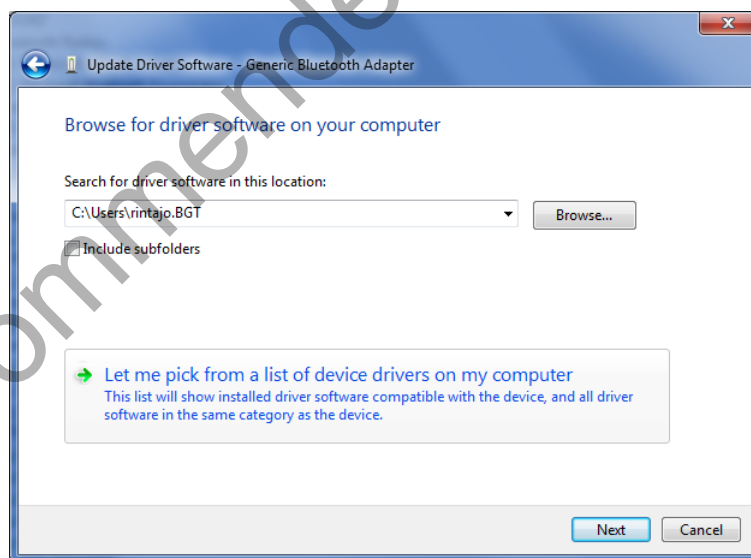 Update Driver Software - Generic Bluetooth Adapter
Browse for driver software on your computer
Search for driver software in this location:
C:\Users\rintajo.BGT
Browse...
Include subfolders
Let me pick from a list of device drivers on my computer
This list will show installed driver software compatible with the device, and all driver
software in the same category as the device.
Next
Cancel